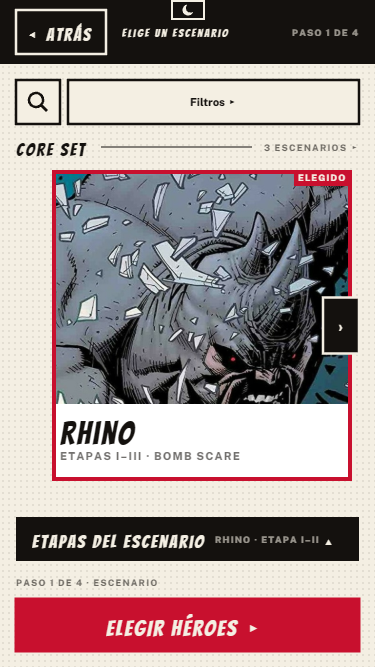 ◂ ATRÁS
ELIGE UN ESCENARIO
PASO 1 DE 4
Filtros ▸
CORE SET
3 ESCENARIOS ▸
ELEGIDO
›
RHINO
ETAPAS I–III · BOMB SCARE
ETAPAS DEL ESCENARIO RHINO · ETAPA I–II ▴
PASO 1 DE 4 · ESCENARIO
ELEGIR HÉROES ▸